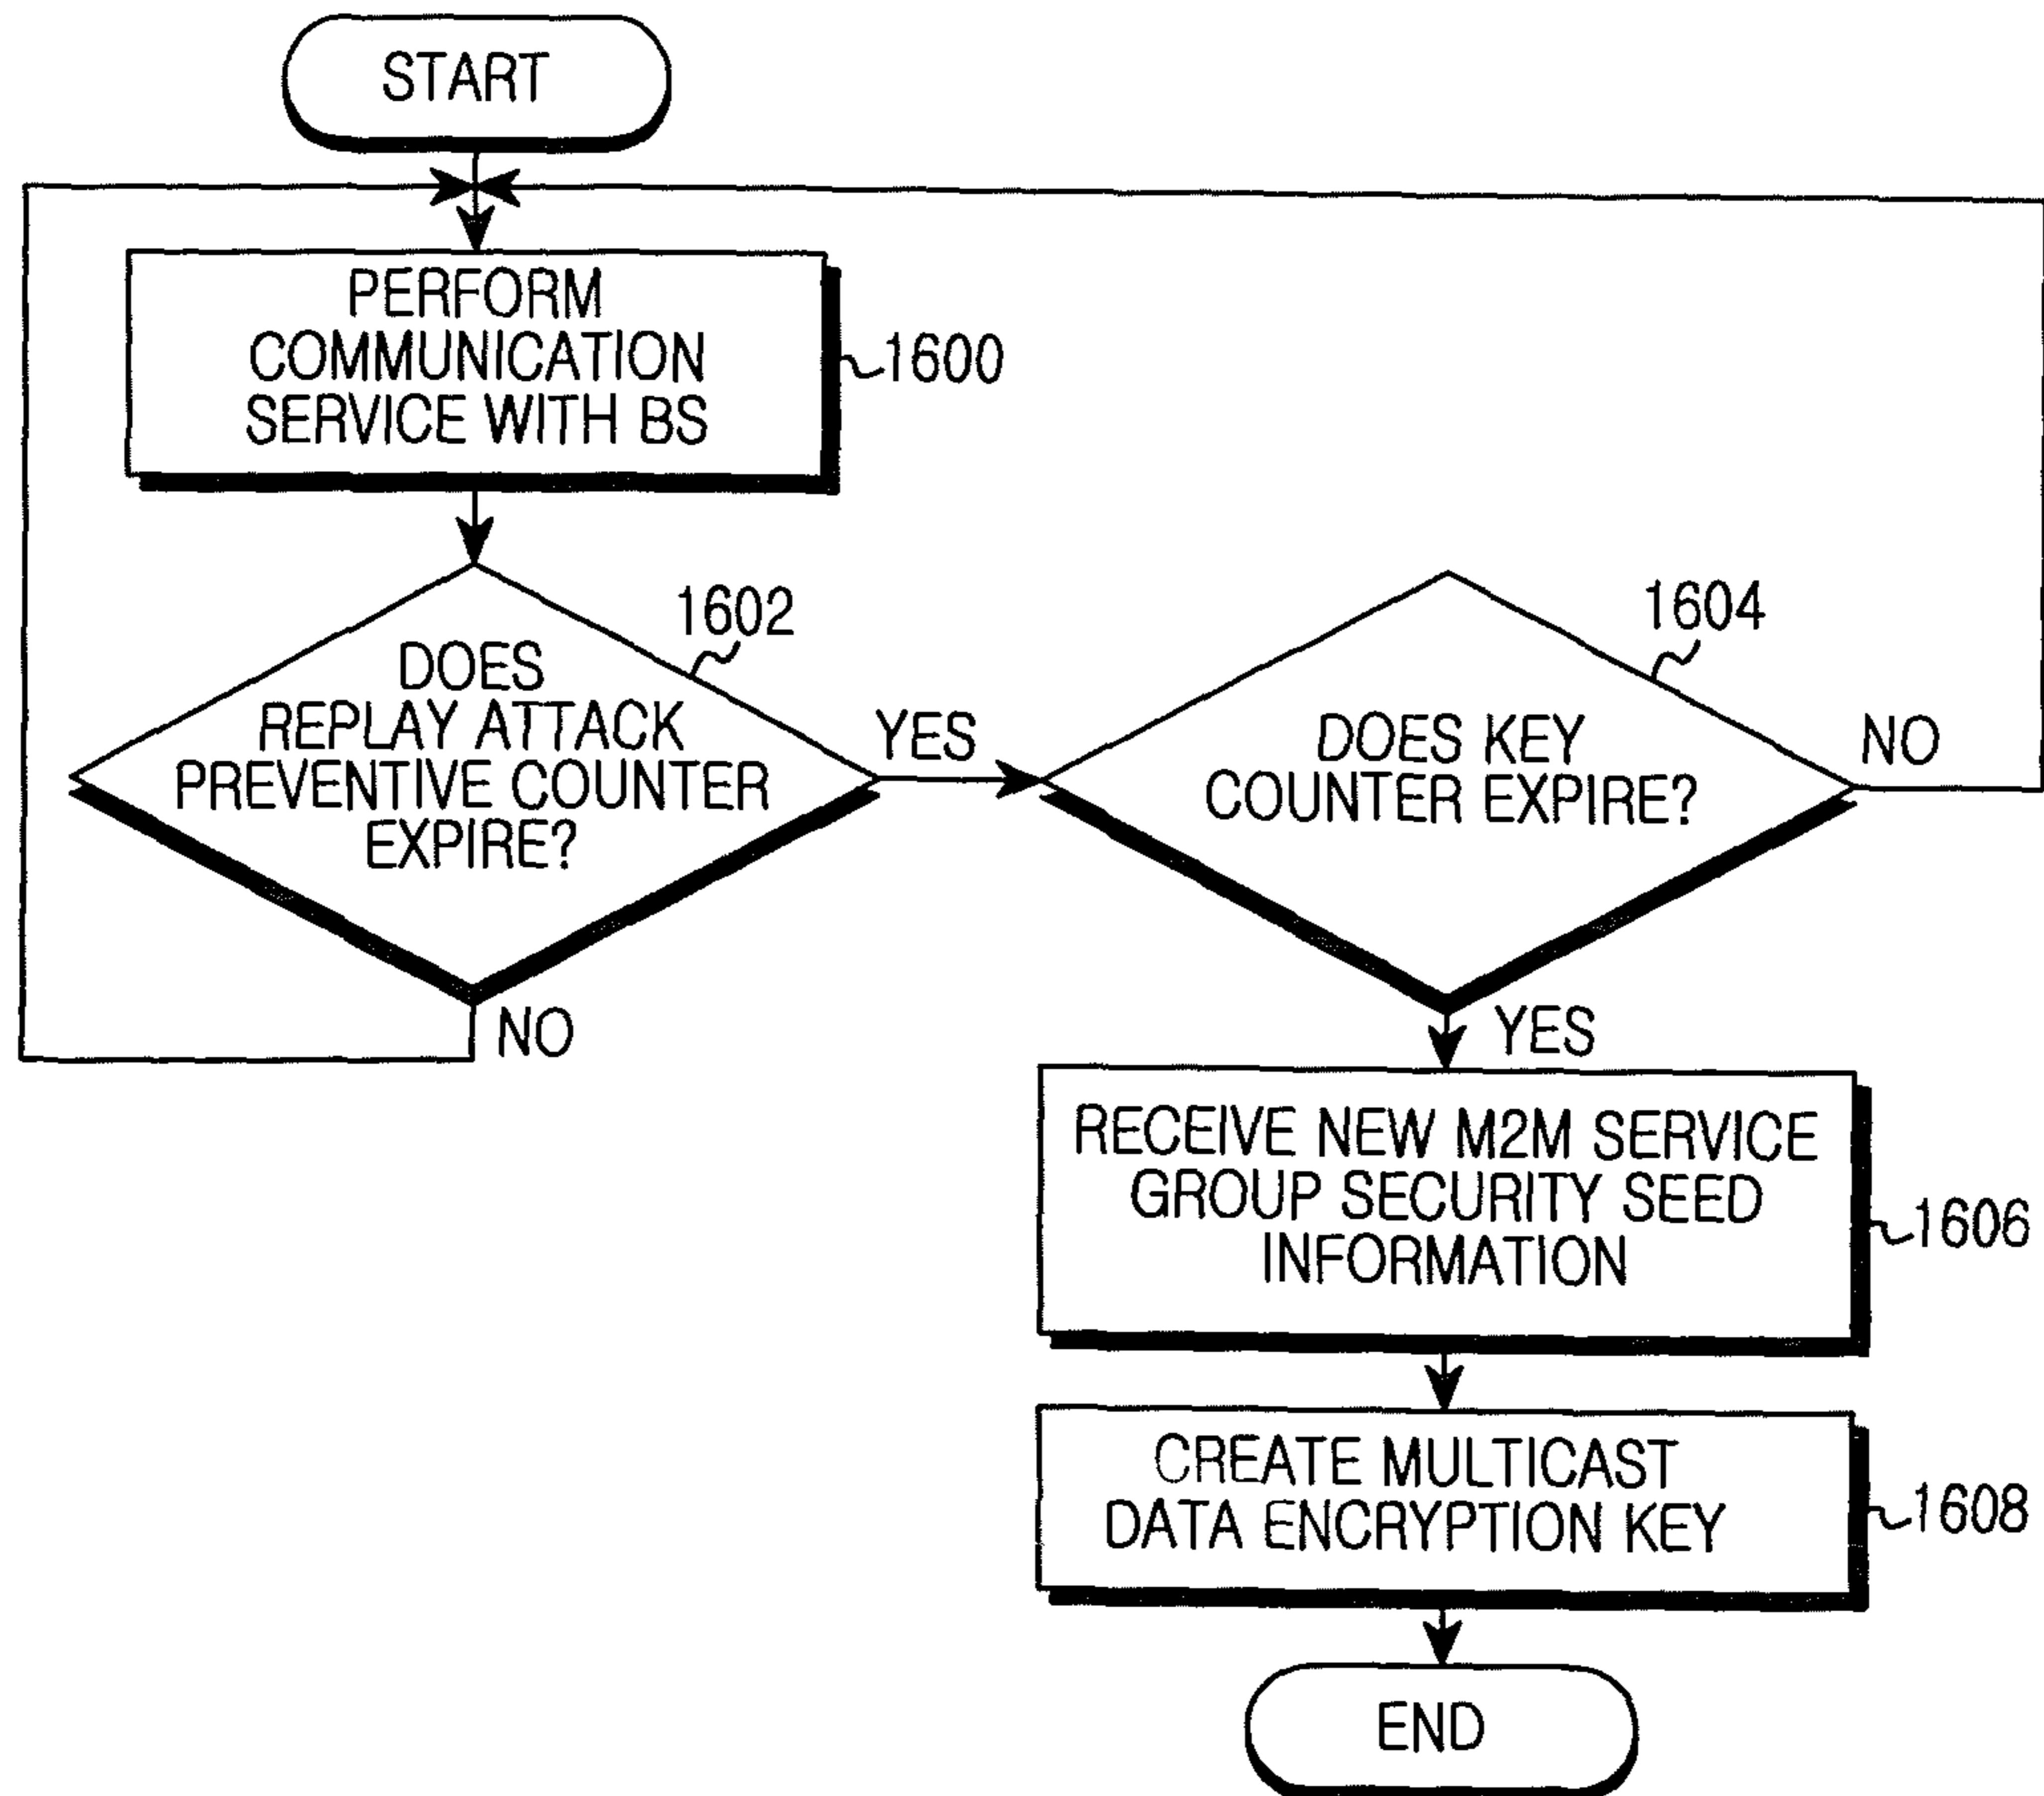 START
PERFORM
COMMUNICATION
SERVICE WITH BS
1600
1602
DOES
REPLAY ATTACK
PREVENTIVE COUNTER
EXPIRE?
YES
NO
1604
DOES KEY
COUNTER EXPIRE?
NO
YES
RECEIVE NEW M2M SERVICE
GROUP SECURITY SEED
INFORMATION
1606
CREATE MULTICAST
DATA ENCRYPTION KEY
1608
END